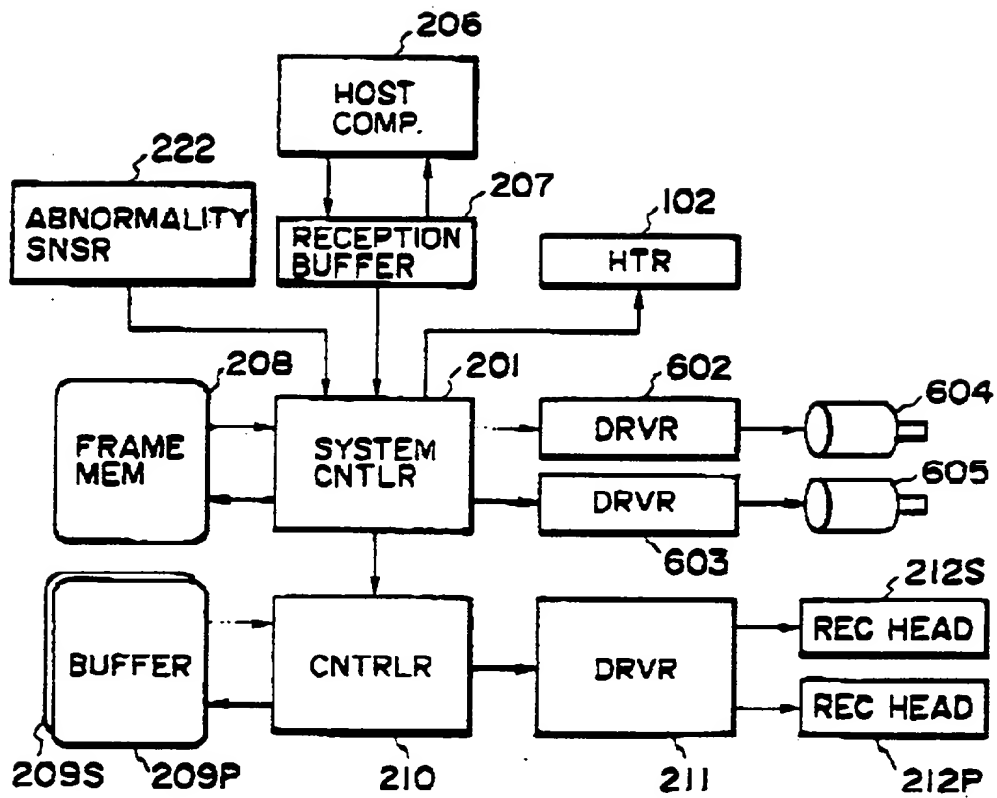 206
HOST
COMP.
222
ABNORMALITY
SNSR
207
RECEPTION
BUFFER
102
HTR
208
FRAME
MEM
201
SYSTEM
CNTLR
602
DRVR
604
DRVR
603
605
BUFFER
209S
209P
CNTRLR
210
DRVR
211
212S
REC HEAD
REC HEAD
212P